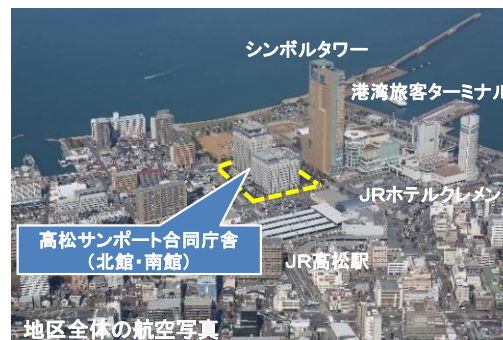 シンボルタワー
港湾旅客ターミナル
JRホテルクレメン
高松サンポート合同庁舎
（北館・南館）
JR高松駅
地区全体の航空写真